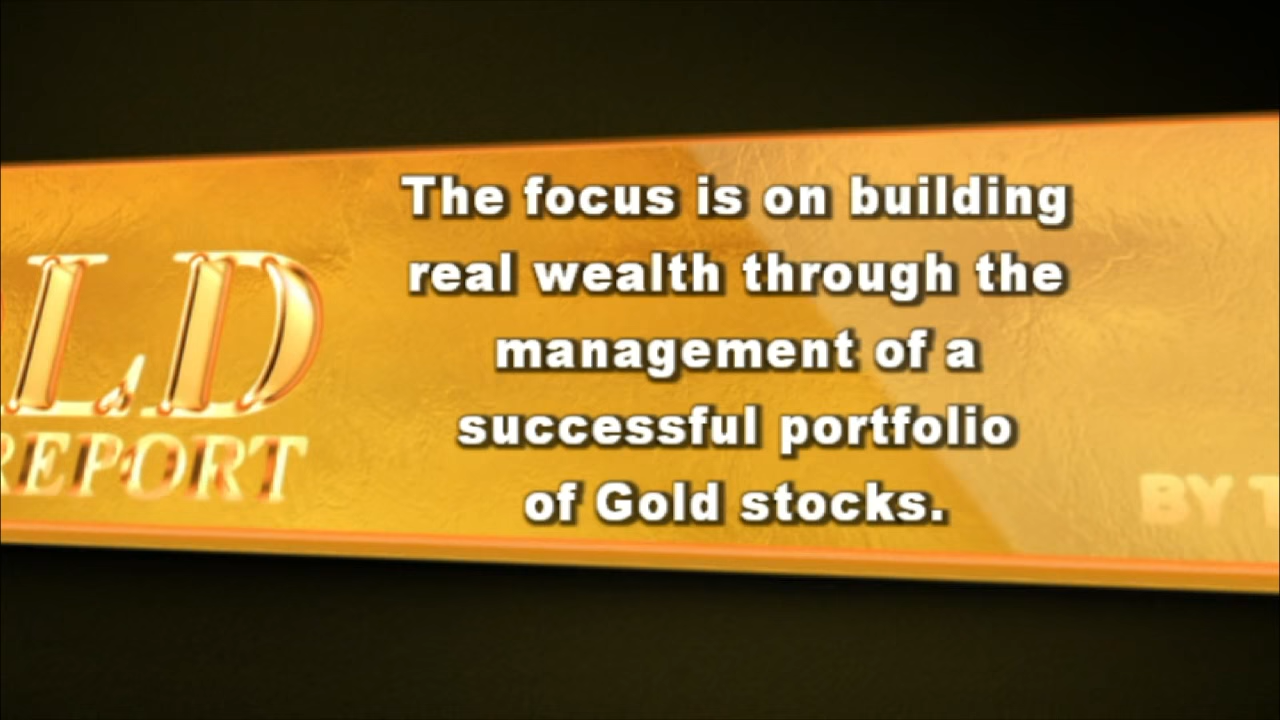 LD
REPORT
The focus is on building
real wealth through the
management of a
successful portfolio
of Gold stocks.
BY